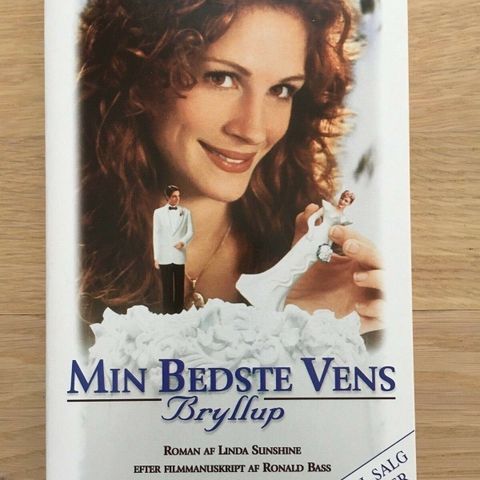 MIN BEDSTE VENS
Bryllup
ROMAN AF LINDA SUNSHINE
EFTER FILMMANUSKRIPT AF RONALD BASS
SALG